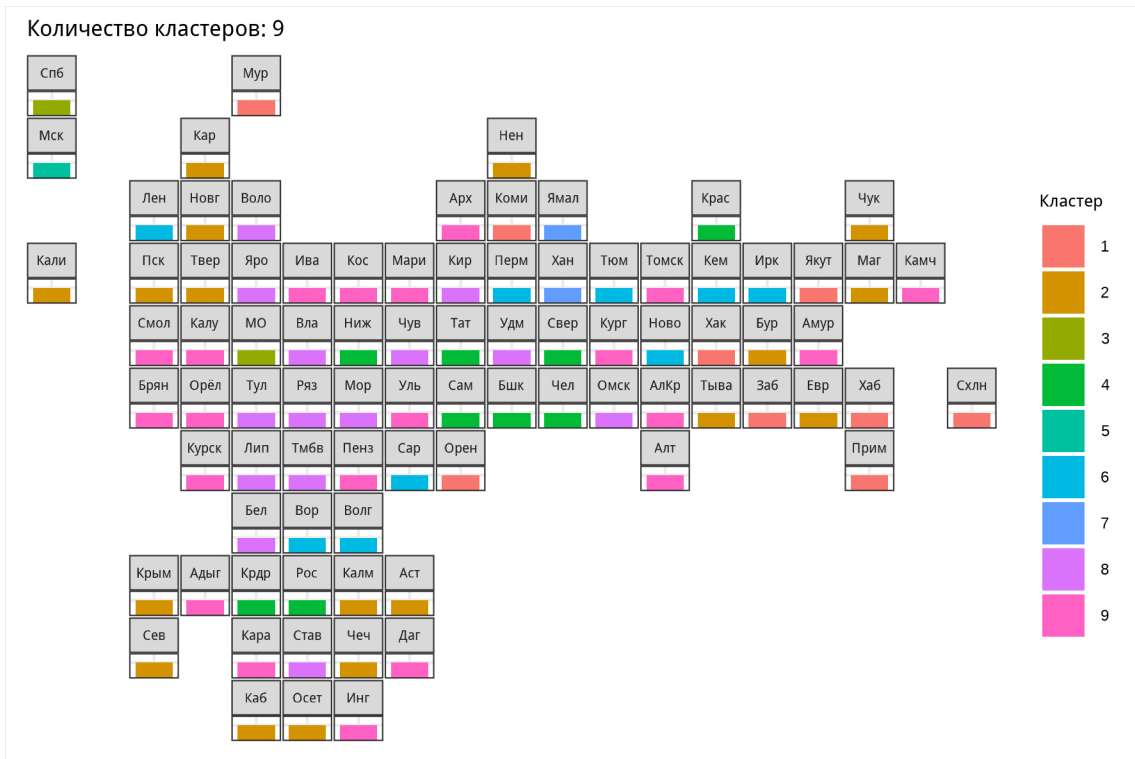 Количество кластеров: 9
Спб Мур
Мск Кар Нен
Лен Новг Воло Арх Коми Ямал Крас Чук
Кали Пск Твер Яро Ива Кос Мари Кир Перм Хан Тюм Томск Кем Ирк Якут Маг Камч
Смол Калу МО Вла Ниж Чув Тат Удм Свер Кург Ново Хак Бур Амур
Брян Орёл Тул Ряз Мор Уль Сам Бшк Чел Омск АлКр Тыва Заб Евр Хаб Схлн
Курск Лип Тмбв Пенз Сар Орен Алт Прим
Бел Вор Волг
Крым Адыг Крдр Рос Калм Аст
Сев Кара Став Чеч Даг
Каб Осет Инг
Кластер
1
2
3
4
5
6
7
8
9